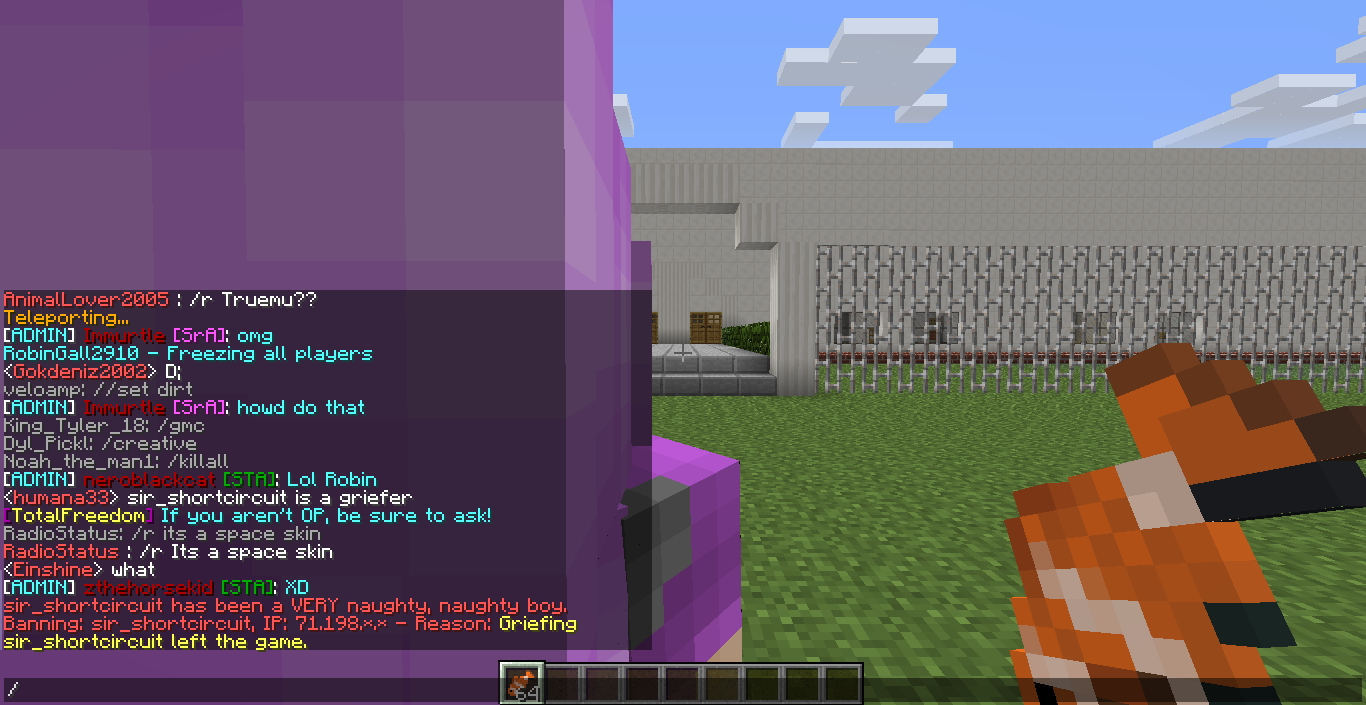 AnimalLover2005 : /r Truemu??
Teleporting...
[ADMIN] Immurtle [SrA]: omg
RobinGall2910 - Freezing all players
<Gokdeniz2002> D;
veloamp: //set dirt
[ADMIN] Immurtle [SrA]: howd do that
King_Tyler_18: /gmc
Dyl_Pickl: /creative
Noah_the_man1: /killall
[ADMIN] neroblackcat [STA]: Lol Robin
<humana33> sir_shortcircuit is a griefer
[TotalFreedom] If you aren't OP, be sure to ask!
RadioStatus: /r its a space skin
RadioStatus : /r Its a space skin
<Einshine> what
[ADMIN] zthehorsekid [STA]: XD
sir_shortcircuit has been a VERY naughty, naughty boy.
Banning: sir_shortcircuit, IP: 71.198.*.* - Reason: Griefing
sir_shortcircuit left the game.
64
/